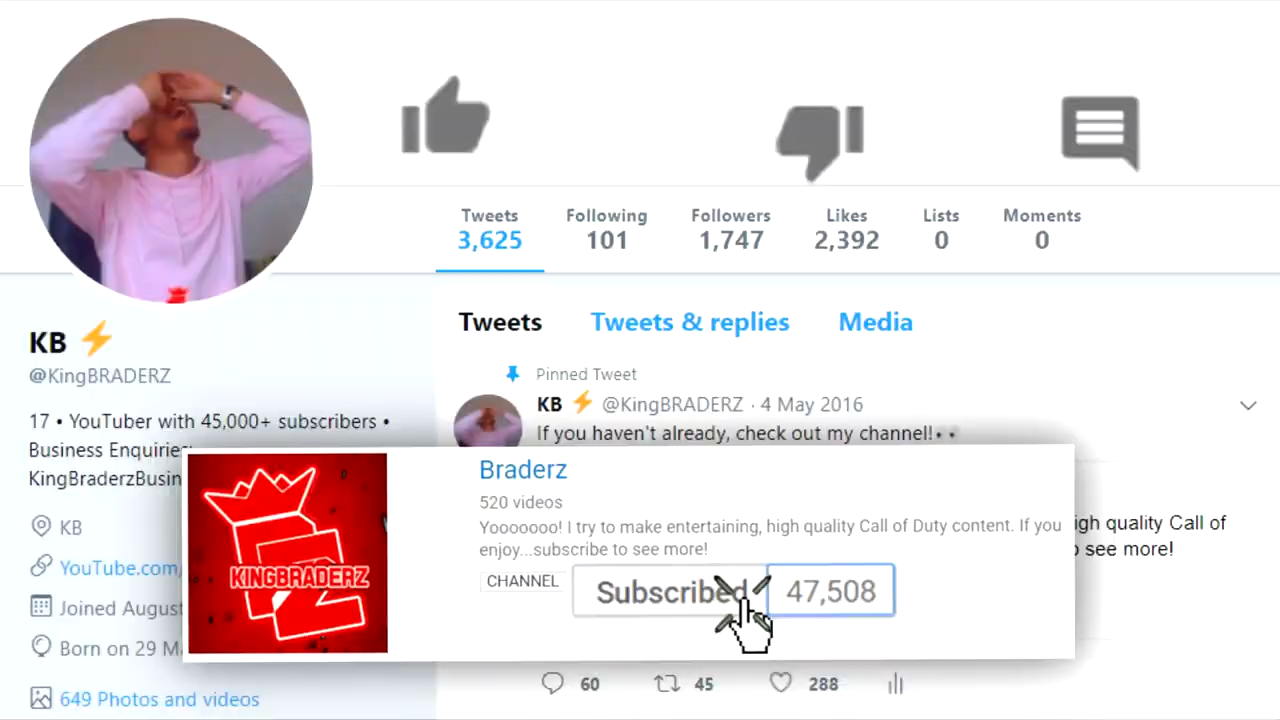 Tweets
3,625
Following
101
Followers
1,747
Likes
2,392
Lists
0
Moments
0
KB⚡
@KingBRADERZ
17 • YouTuber with 45,000+ subscribers •
Business Enquiries:
KingBraderzBusin
KB
YouTube.com/
Joined August
Born on 29 M
649 Photos and videos
Tweets
Tweets & replies
Media
Pinned Tweet
KB⚡ @KingBRADERZ · 4 May 2016
If you haven't already, check out my channel!
KINGBRADERZ
Braderz
520 videos
Yooooooo! I try to make entertaining, high quality Call of Duty content. If you
enjoy...subscribe to see more!
CHANNEL
Subscribed
47,508
igh quality Call of
see more!
60
45
288